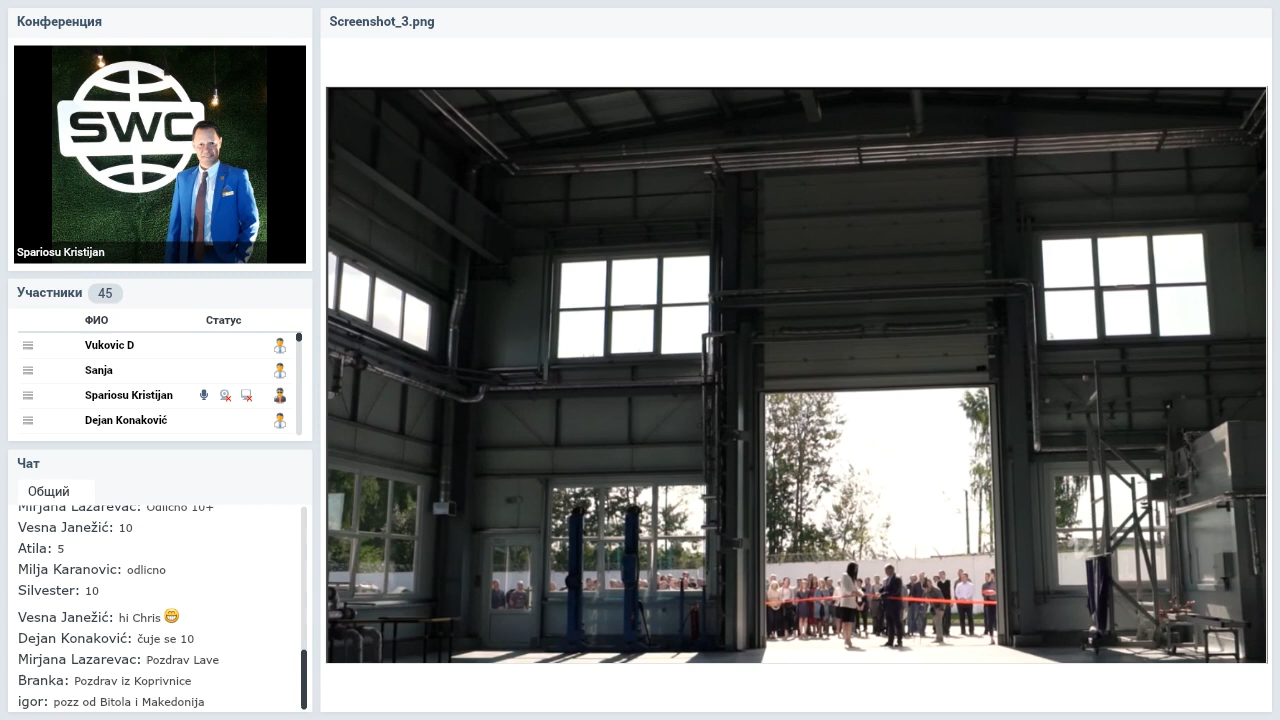 Конференция
SWC
Spariosu Kristijan
Участники 45
ФИО Статус
Vukovic D
Sanja
Spariosu Kristijan
Dejan Konaković
Чат
Общий
Mirjana Lazarevac: Odlicno 10+
Vesna Janežić: 10
Atila: 5
Milja Karanovic: odlicno
Silvester: 10
Vesna Janežić: hi Chris 😁
Dejan Konaković: čuje se 10
Mirjana Lazarevac: Pozdrav Lave
Branka: Pozdrav iz Koprivnice
igor: pozz od Bitola i Makedonija
Screenshot_3.png